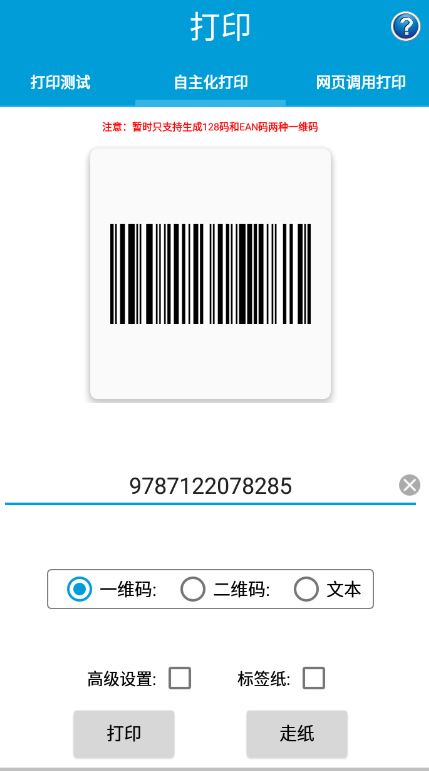 打印
?
打印测试 自主化打印 网页调用打印
注意：暂时只支持生成128码和EAN码两种一维码
9787122078285
一维码: 二维码: 文本
高级设置: 标签纸:
打印 走纸